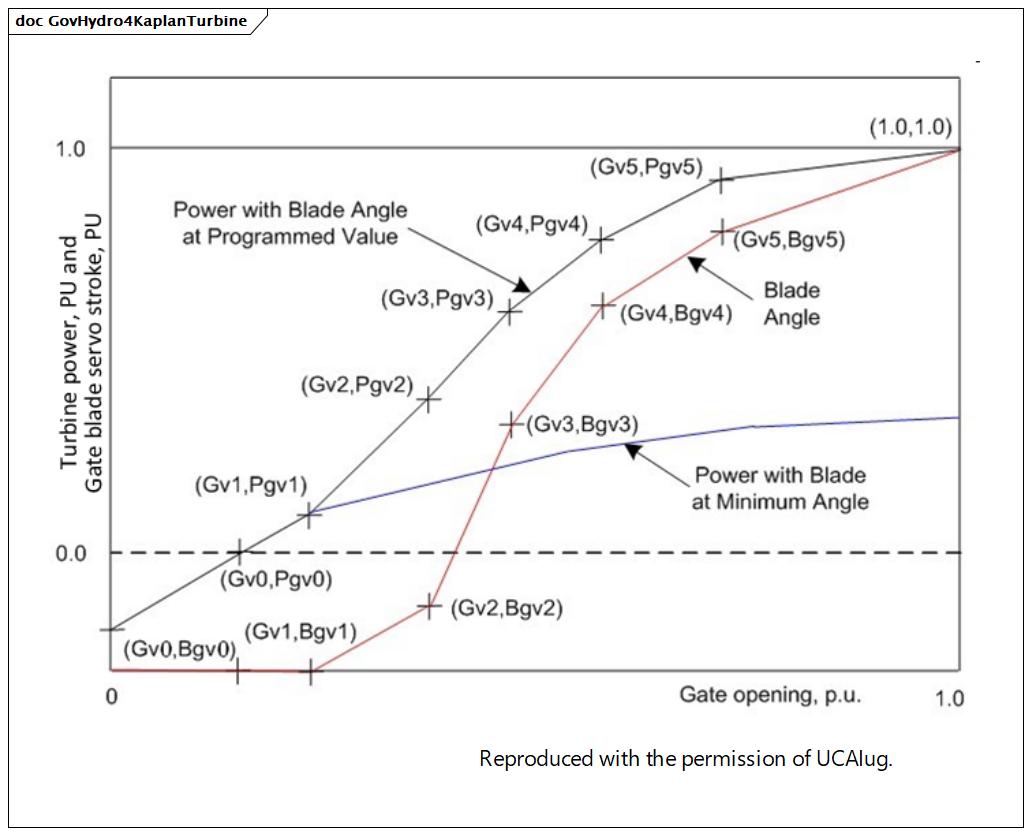 doc GovHydro4KaplanTurbine
-
(1.0,1.0)
1.0
(Gv5,Pgv5)
Power with Blade Angle
at Programmed Value
(Gv4,Pgv4)
(Gv5,Bgv5)
Turbine power, PU and
Gate blade servo stroke, PU
(Gv3,Pgv3)
Blade
Angle
(Gv4,Bgv4)
(Gv2,Pgv2)
(Gv3,Bgv3)
(Gv1,Pgv1)
Power with Blade
at Minimum Angle
0.0
(Gv0,Pgv0)
(Gv2,Bgv2)
(Gv1,Bgv1)
(Gv0,Bgv0)
0
Gate opening, p.u.
1.0
Reproduced with the permission of UCAIug.